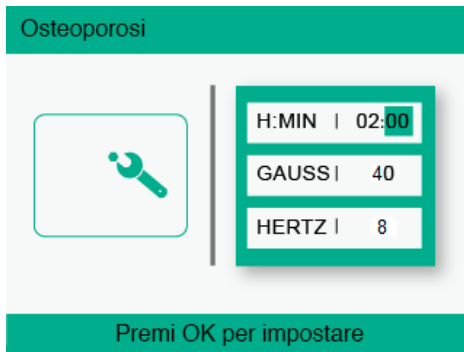 Osteoporosi
H:MIN | 02:00
GAUSS | 40
HERTZ | 8
Premi OK per impostare